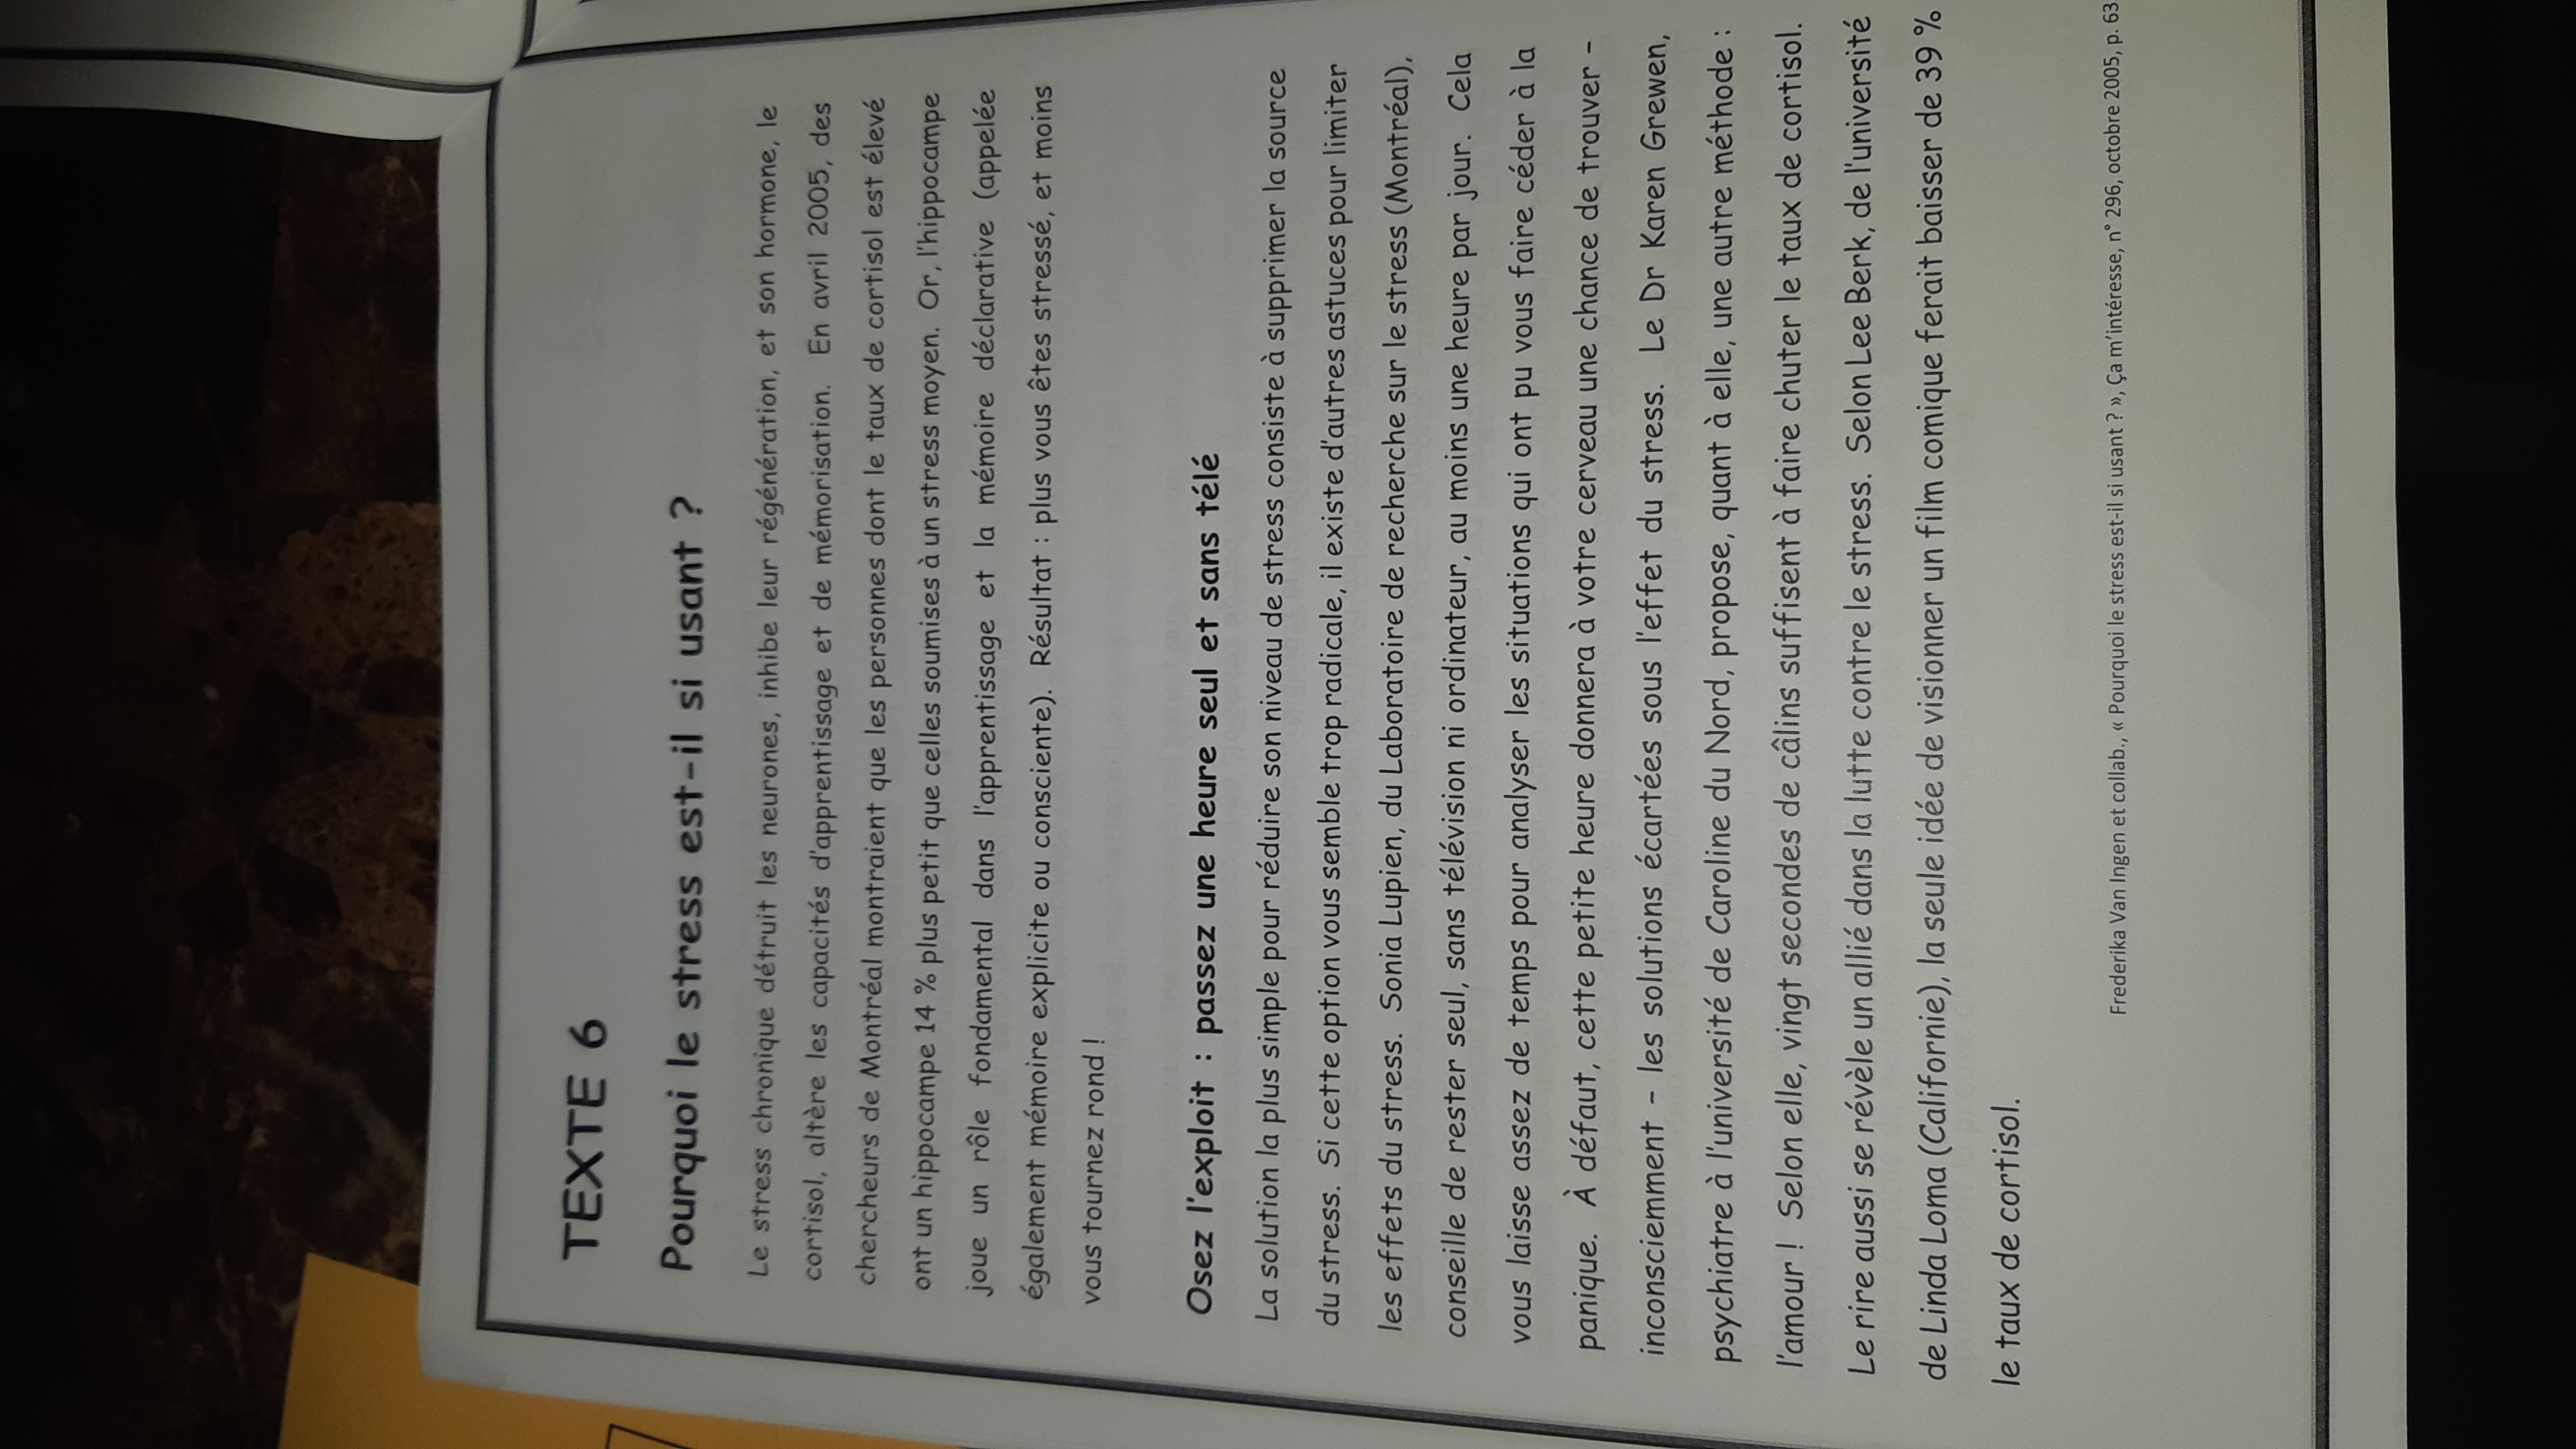 TEXTE 6
Pourquoi le stress est-il si usant ?
Le stress chronique détruit les neurones, inhibe leur régénération, et son hormone, le
cortisol, altère les capacités d'apprentissage et de mémorisation. En avril 2005, des
chercheurs de Montréal montraient que les personnes dont le taux de cortisol est élevé
ont un hippocampe 14 % plus petit que celles soumises à un stress moyen. Or, l'hippocampe
joue un rôle fondamental dans l'apprentissage et la mémoire déclarative (appelée
également mémoire explicite ou consciente). Résultat : plus vous êtes stressé, et moins
vous tournez rond !
Osez l'exploit : passez une heure seul et sans télé
La solution la plus simple pour réduire son niveau de stress consiste à supprimer la source
du stress. Si cette option vous semble trop radicale, il existe d'autres astuces pour limiter
les effets du stress. Sonia Lupien, du Laboratoire de recherche sur le stress (Montréal),
conseille de rester seul, sans télévision ni ordinateur, au moins une heure par jour. Cela
vous laisse assez de temps pour analyser les situations qui ont pu vous faire céder à la
panique. À défaut, cette petite heure donnera à votre cerveau une chance de trouver -
inconsciemment - les solutions écartées sous l'effet du stress. Le Dr Karen Grewen,
psychiatre à l'université de Caroline du Nord, propose, quant à elle, une autre méthode :
l'amour ! Selon elle, vingt secondes de câlins suffisent à faire chuter le taux de cortisol.
Le rire aussi se révèle un allié dans la lutte contre le stress. Selon Lee Berk, de l'université
de Linda Loma (Californie), la seule idée de visionner un film comique ferait baisser de 39 %
le taux de cortisol.
Frederika Van Ingen et collab., « Pourquoi le stress est-il si usant ? », Ça m'intéresse, n° 296, octobre 2005, p. 63